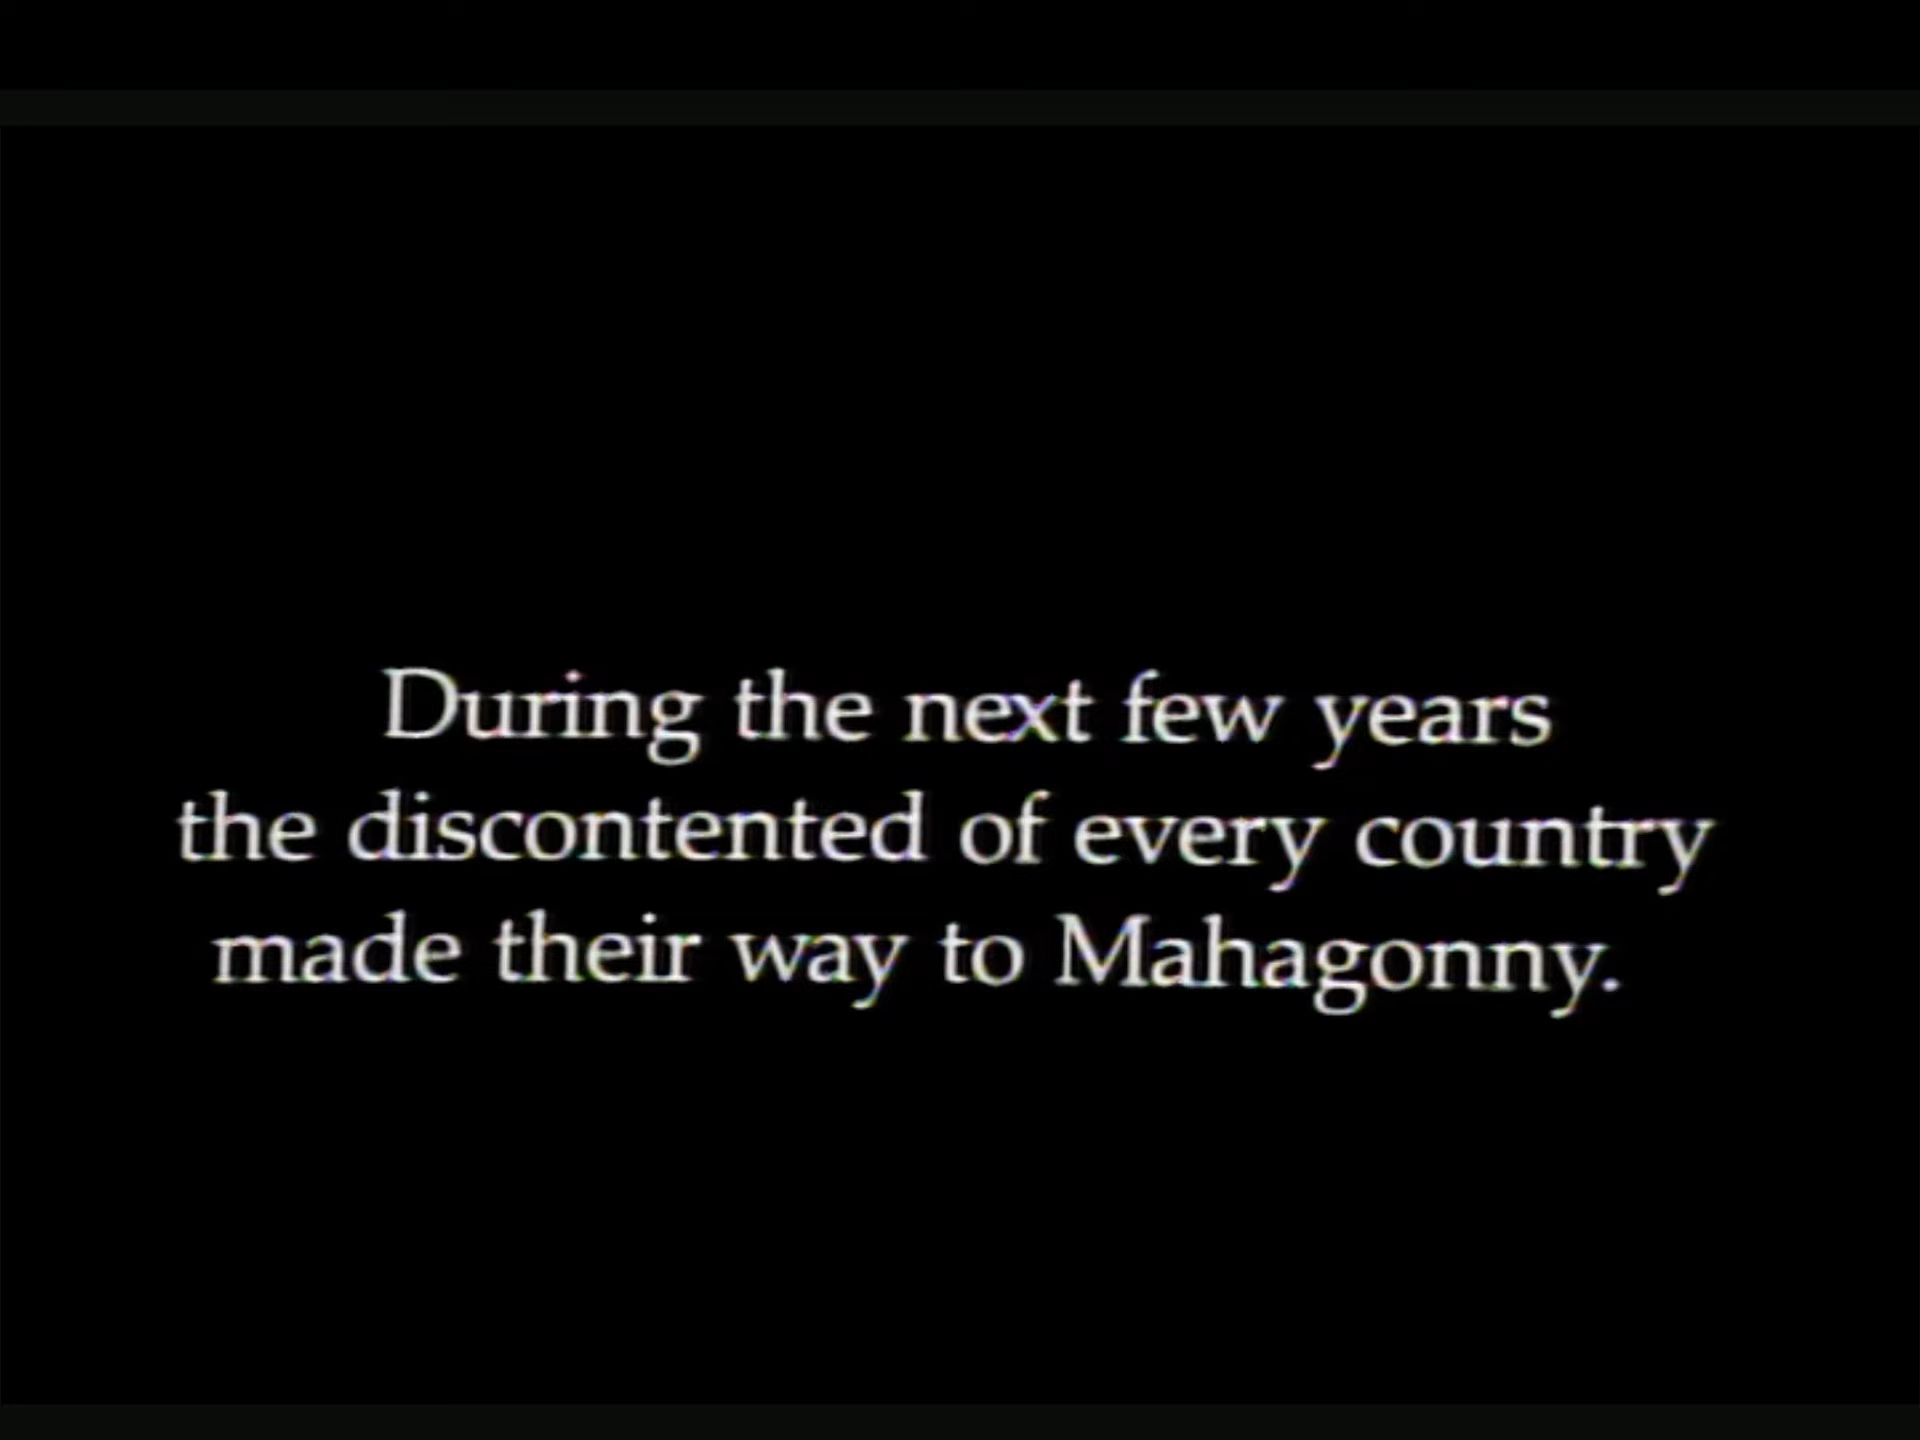 During the next few years
the discontented of every country
made their way to Mahagonny.